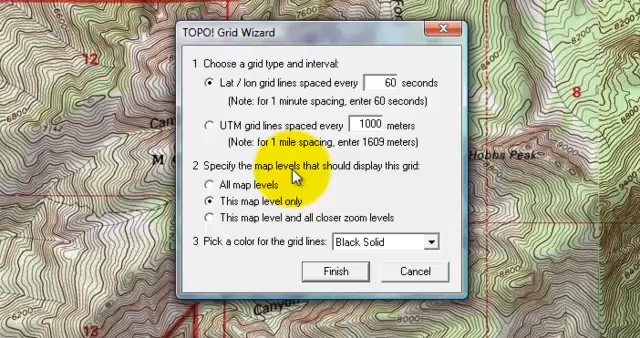 TOPO! Grid Wizard
1 Choose a grid type and interval:
Lat / lon grid lines spaced every 60 seconds
(Note: for 1 minute spacing, enter 60 seconds)
UTM grid lines spaced every 1000 meters
(Note: for 1 mile spacing, enter 1609 meters)
2 Specify the map levels that should display this grid:
All map levels
This map level only
This map level and all closer zoom levels
3 Pick a color for the grid lines: Black Solid
Finish Cancel
12
8
13
Hobbs Peak
Canyon
8200
8600
8800
8800